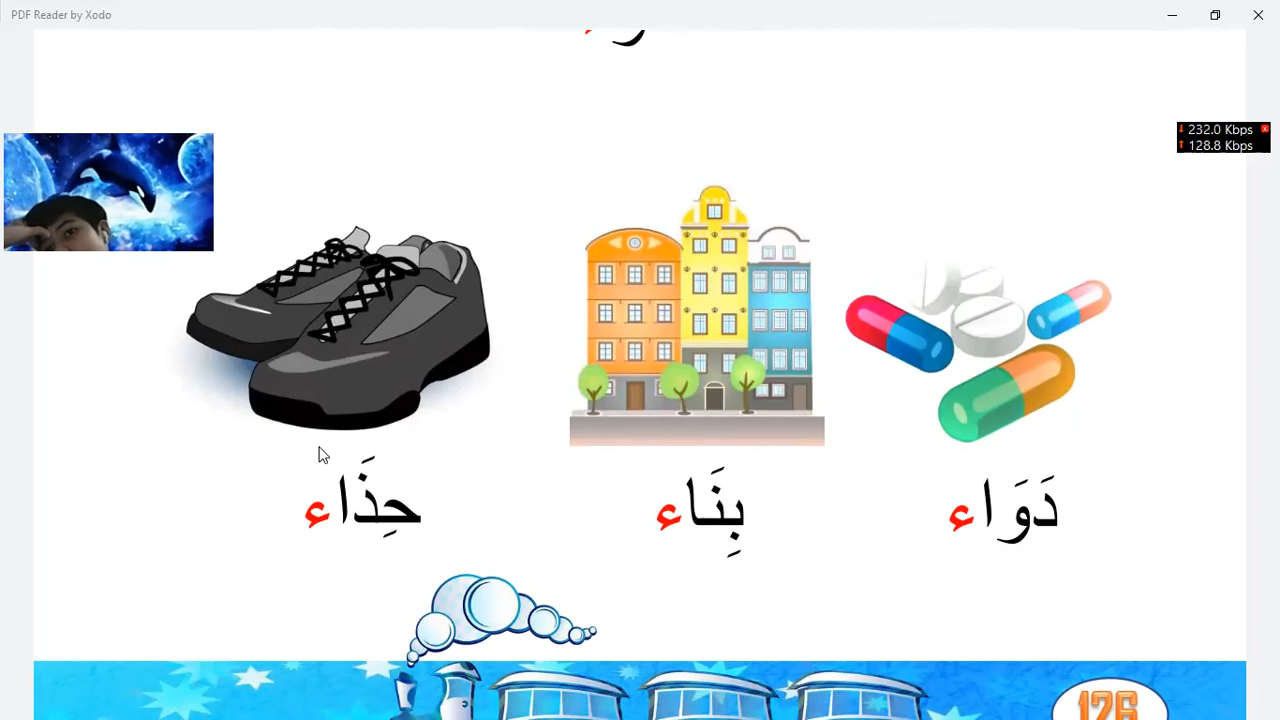 PDF Reader by Xodo
232.0 Kbps
128.8 Kbps
دَوَاء بِنَاء حِذَاء
126